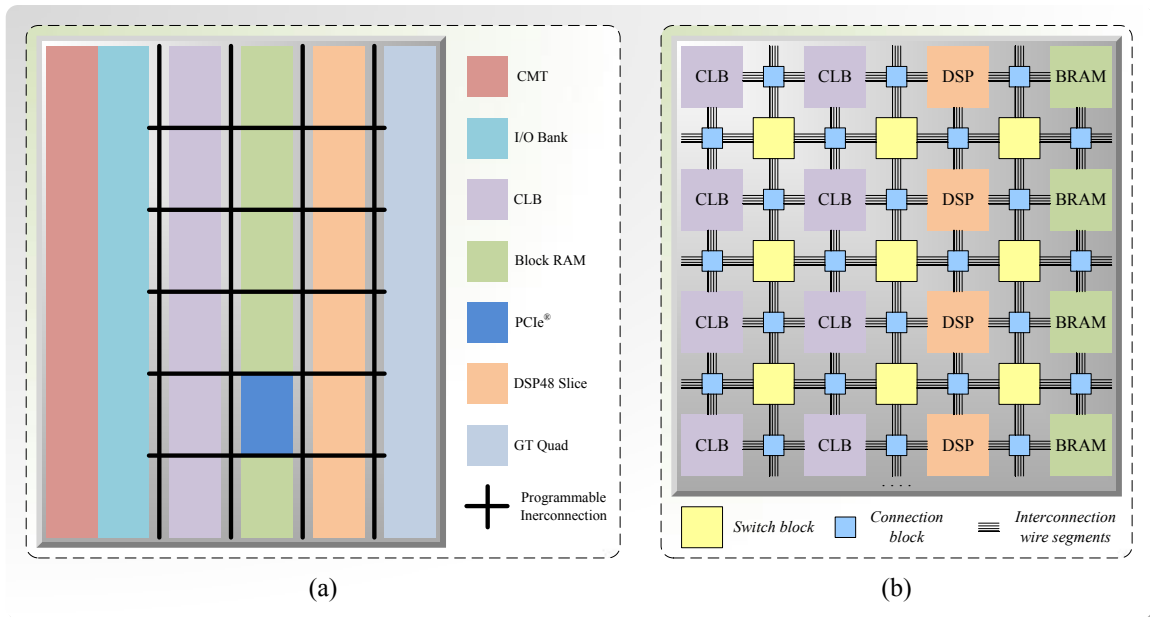 CMT
I/O Bank
CLB
Block RAM
PCIe®
DSP48 Slice
GT Quad
Programmable
Inerconnection
(a)
CLB CLB DSP BRAM
CLB CLB DSP BRAM
CLB CLB DSP BRAM
CLB CLB DSP BRAM
. . . .
Switch block
Connection
block
Interconnection
wire segments
(b)